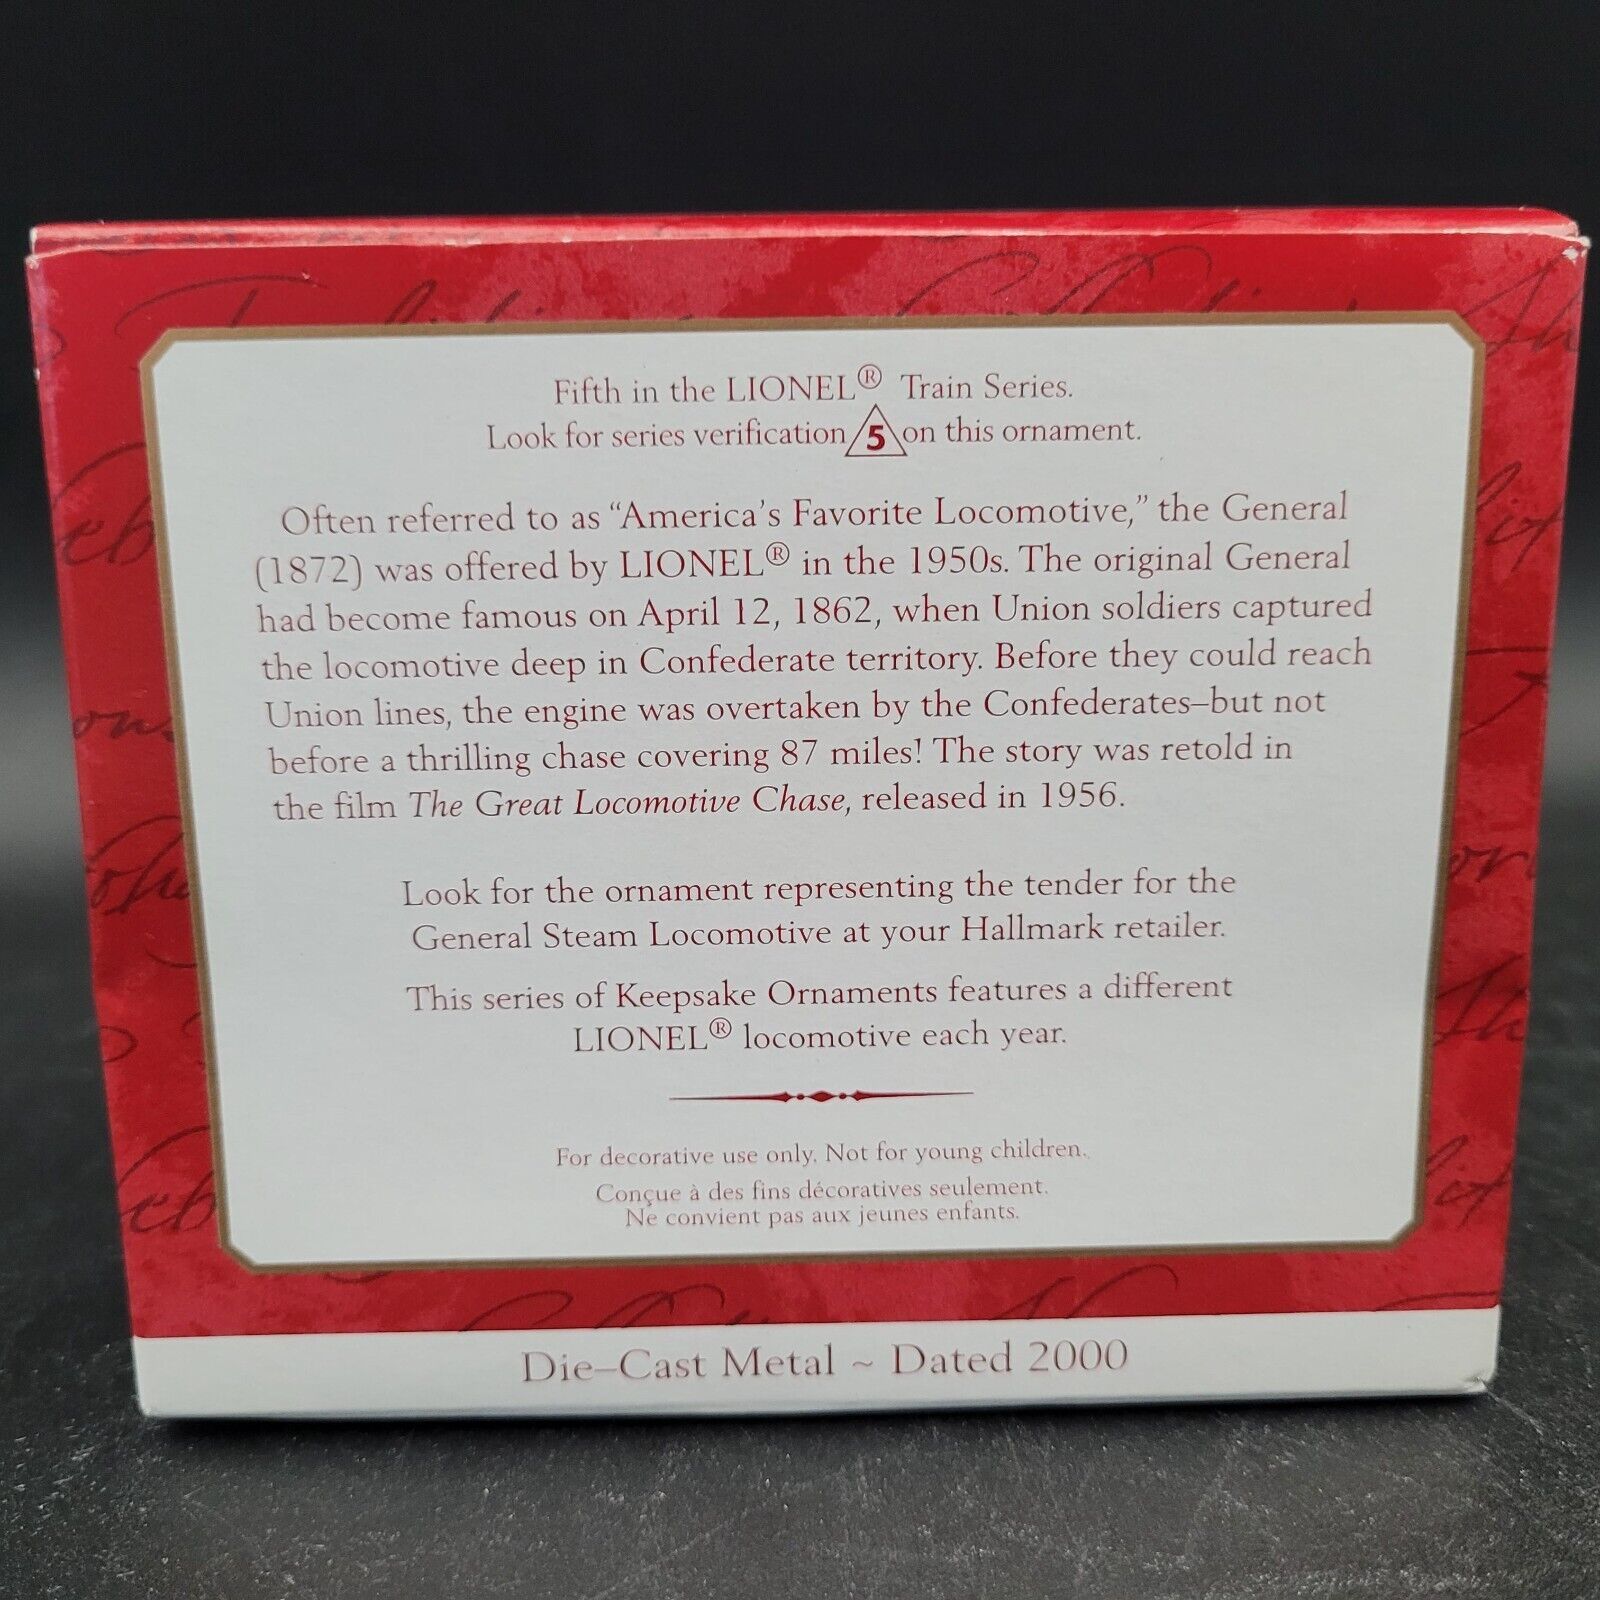 Fifth in the LIONEL® Train Series.
Look for series verification 5 on this ornament.
Often referred to as “America’s Favorite Locomotive,” the General
(1872) was offered by LIONEL® in the 1950s. The original General
had become famous on April 12, 1862, when Union soldiers captured
the locomotive deep in Confederate territory. Before they could reach
Union lines, the engine was overtaken by the Confederates–but not
before a thrilling chase covering 87 miles! The story was retold in
the film The Great Locomotive Chase, released in 1956.
Look for the ornament representing the tender for the
General Steam Locomotive at your Hallmark retailer.
This series of Keepsake Ornaments features a different
LIONEL® locomotive each year.
For decorative use only. Not for young children.
Conçue à des fins décoratives seulement.
Ne convient pas aux jeunes enfants.
Die–Cast Metal ~ Dated 2000